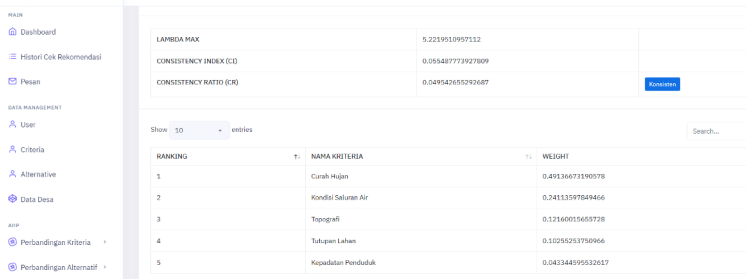 MAIN
Dashboard
Histori Cek Rekomendasi
Pesan
DATA MANAGEMENT
User
Criteria
Alternative
Data Desa
AHP
Perbandingan Kriteria
Perbandingan Alternatif
LAMBDA MAX 5.2219510957112
CONSISTENCY INDEX (CI) 0.055487773927809
CONSISTENCY RATIO (CR) 0.049542655292687 Konsisten
Show 10 entries Search...
RANKING NAMA KRITERIA WEIGHT
1 Curah Hujan 0.49136673190578
2 Kondisi Saluran Air 0.24113597849466
3 Topografi 0.12160015655728
4 Tutupan Lahan 0.10255253750966
5 Kepadatan Penduduk 0.043344595532617